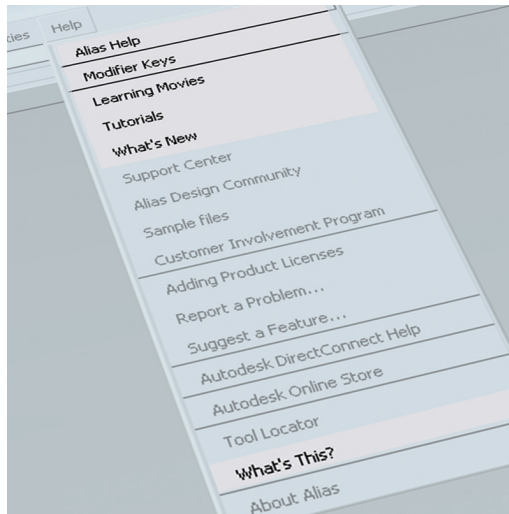 ties Help
Alias Help
Modifier Keys
Learning Movies
Tutorials
What's New
Support Center
Alias Design Community
Sample files
Customer Involvement Program
Adding Product Licenses
Report a Problem...
Suggest a Feature...
Autodesk DirectConnect Help
Autodesk Online Store
Tool Locator
What's This?
About Alias